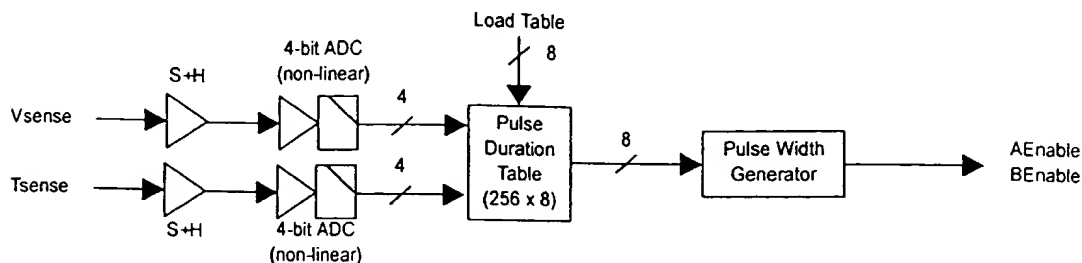 Load Table
8
4-bit ADC
(non-linear)
S+H
4
Vsense
Pulse
Duration
Table
(256 x 8)
8
Pulse Width
Generator
AEnable
BEnable
Tsense
4
S+H
4-bit ADC
(non-linear)